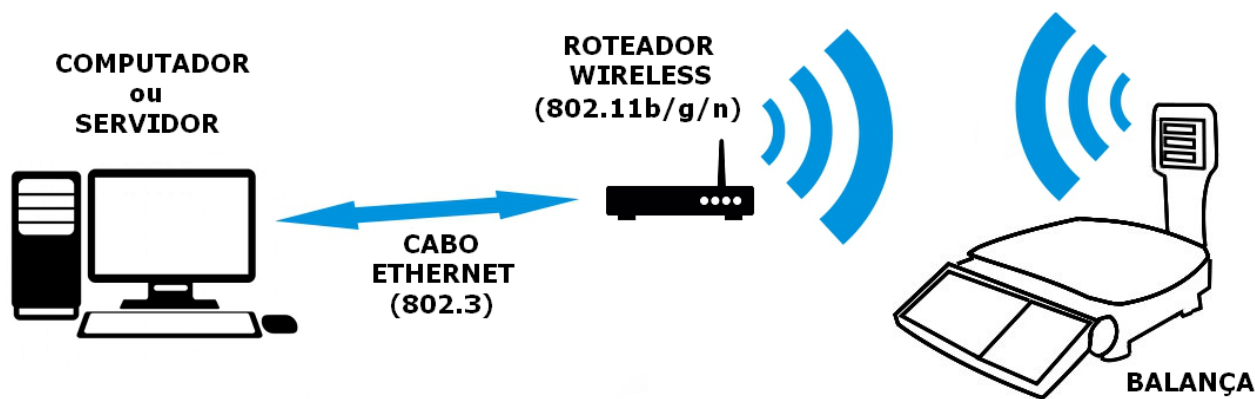 COMPUTADOR
ou
SERVIDOR
CABO
ETHERNET
(802.3)
ROTEADOR
WIRELESS
(802.11b/g/n)
BALANÇA